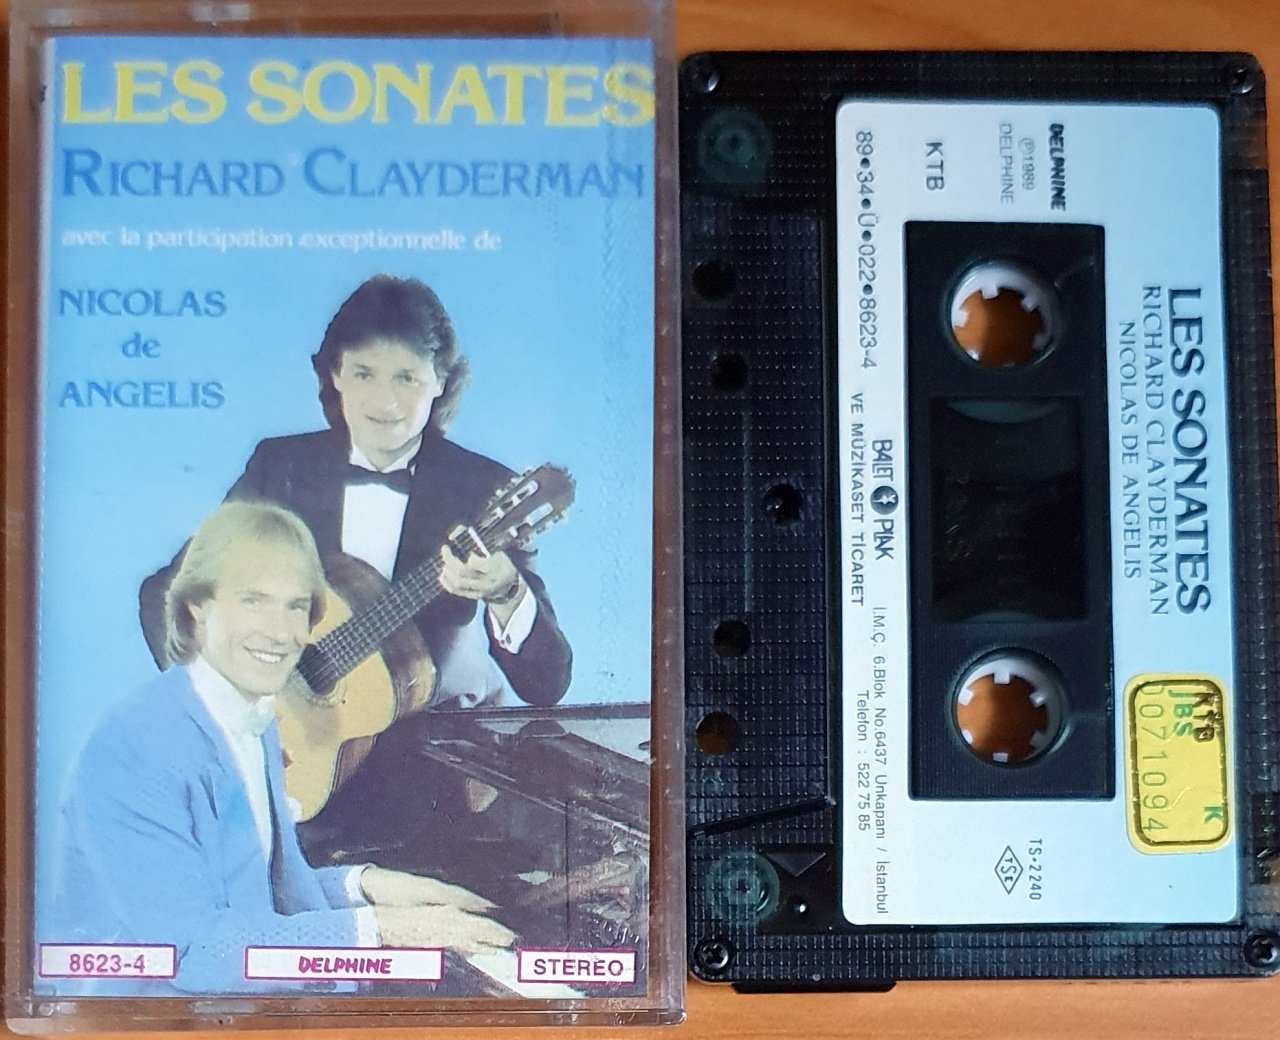 LES SONATES
RICHARD CLAYDERMAN
avec la participation exceptionnelle de
NICOLAS
de
ANGELIS
8623-4
DELPHINE
STEREO
LES SONATES
RICHARD CLAYDERMAN
NICOLAS DE ANGELIS
DELPHINE
℗1989
DELPHINE
KTB
89•34•Ü•022•8623-4
BALET PLAK
VE MÜZİKASET TİCARET
İ.M.Ç. 6.Blok No.6437 Unkapanı / İstanbul
Telefon : 522 75 85
JBS
K
0071094
TS•2240
TSE